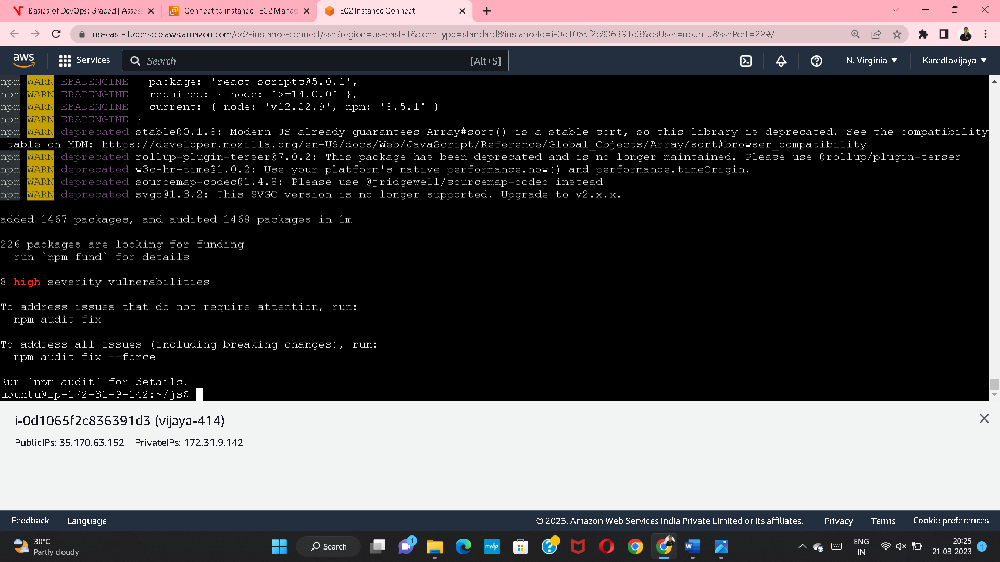 Basics of DevOps: Graded | Asses
Connect to instance | EC2 Manag
EC2 Instance Connect
us-east-1.console.aws.amazon.com/ec2-instance-connect/ssh?region=us-east-1&connType=standard&instanceId=i-0d1065f2c836391d3&osUser=ubuntu&sshPort=22#/
aws
Services
Search
[Alt+S]
N. Virginia
Karedlavijaya
npm WARN EBADENGINE   package: 'react-scripts@5.0.1',
npm WARN EBADENGINE   required: { node: '>=14.0.0' },
npm WARN EBADENGINE   current: { node: 'v12.22.9', npm: '8.5.1' }
npm WARN EBADENGINE }
npm WARN deprecated stable@0.1.8: Modern JS already guarantees Array#sort() is a stable sort, so this library is deprecated. See the compatibility
table on MDN: https://developer.mozilla.org/en-US/docs/Web/JavaScript/Reference/Global_Objects/Array/sort#browser_compatibility
npm WARN deprecated rollup-plugin-terser@7.0.2: This package has been deprecated and is no longer maintained. Please use @rollup/plugin-terser
npm WARN deprecated w3c-hr-time@1.0.2: Use your platform's native performance.now() and performance.timeOrigin.
npm WARN deprecated sourcemap-codec@1.4.8: Please use @jridgewell/sourcemap-codec instead
npm WARN deprecated svgo@1.3.2: This SVGO version is no longer supported. Upgrade to v2.x.x.
added 1467 packages, and audited 1468 packages in 1m
226 packages are looking for funding
run `npm fund` for details
8 high severity vulnerabilities
To address issues that do not require attention, run:
npm audit fix
To address all issues (including breaking changes), run:
npm audit fix --force
Run `npm audit` for details.
ubuntu@ip-172-31-9-142:~/js$
i-0d1065f2c836391d3 (vijaya-414)
PublicIPs: 35.170.63.152   PrivateIPs: 172.31.9.142
Feedback
Language
© 2023, Amazon Web Services India Private Limited or its affiliates.
Privacy
Terms
Cookie preferences
30°C
Partly cloudy
Search
1
myhp
ENG
IN
20:25
21-03-2023
1